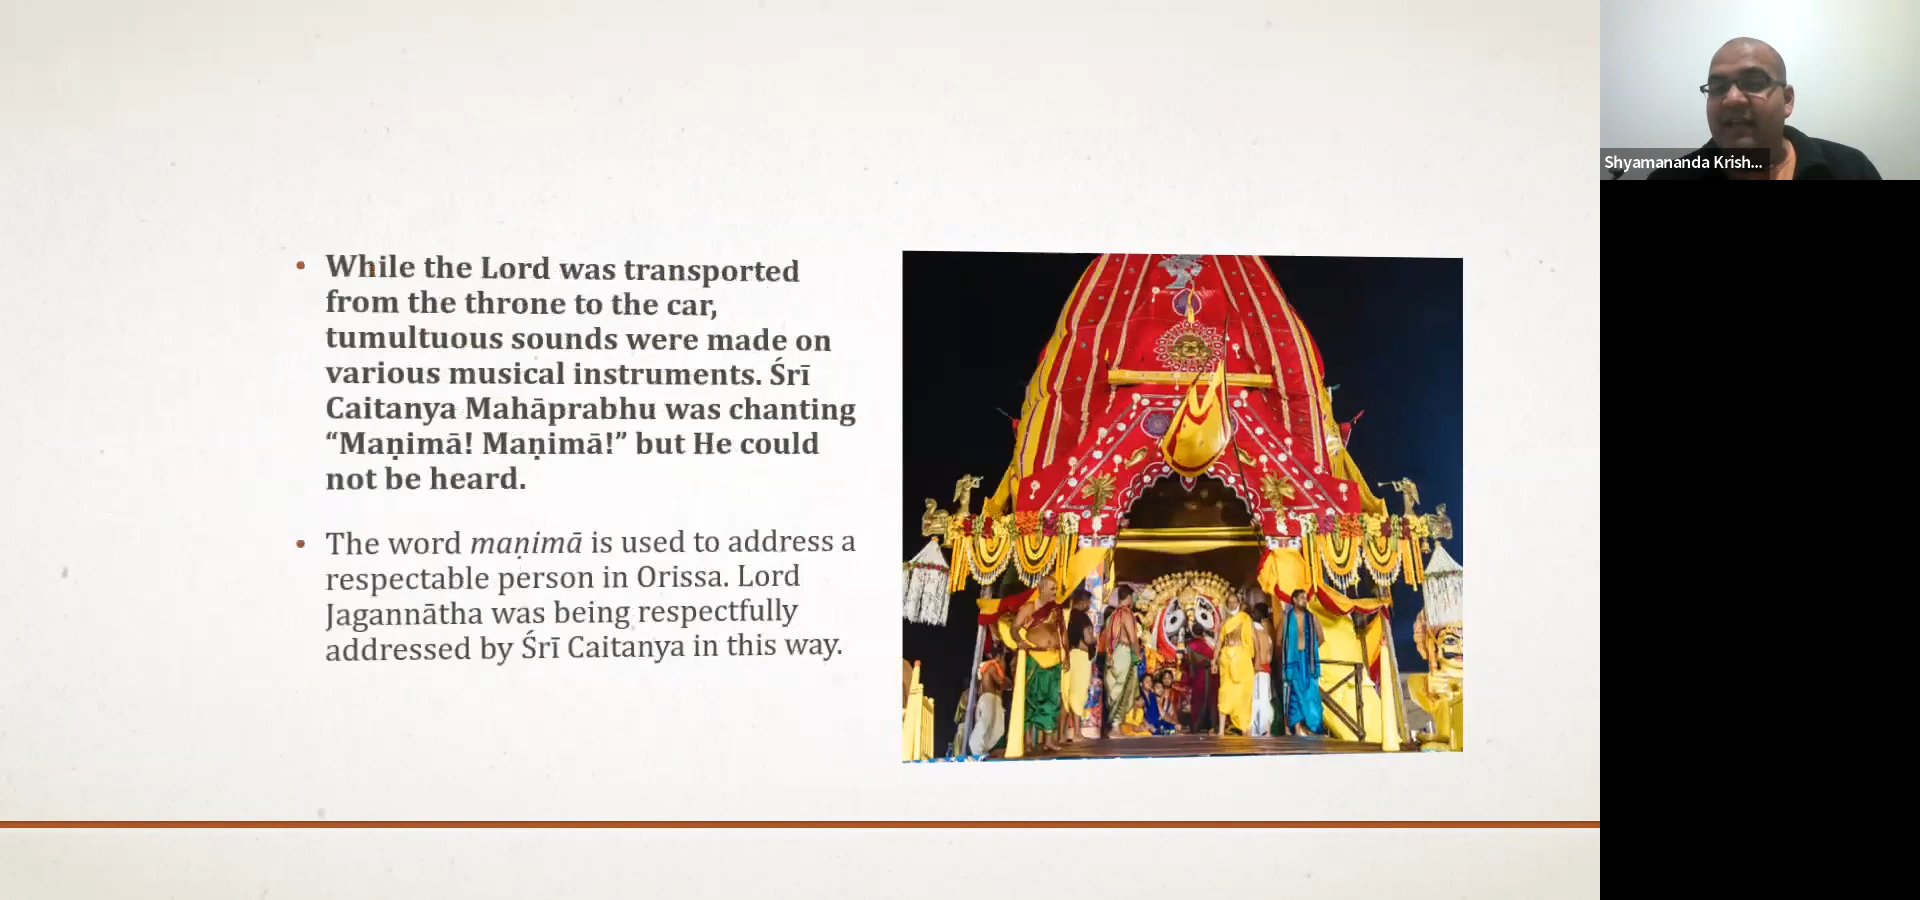 • While the Lord was transported
from the throne to the car,
tumultuous sounds were made on
various musical instruments. Śrī
Caitanya Mahāprabhu was chanting
“Maṇimā! Maṇimā!” but He could
not be heard.
• The word maṇimā is used to address a
respectable person in Orissa. Lord
Jagannātha was being respectfully
addressed by Śrī Caitanya in this way.
Shyamananda Krish...